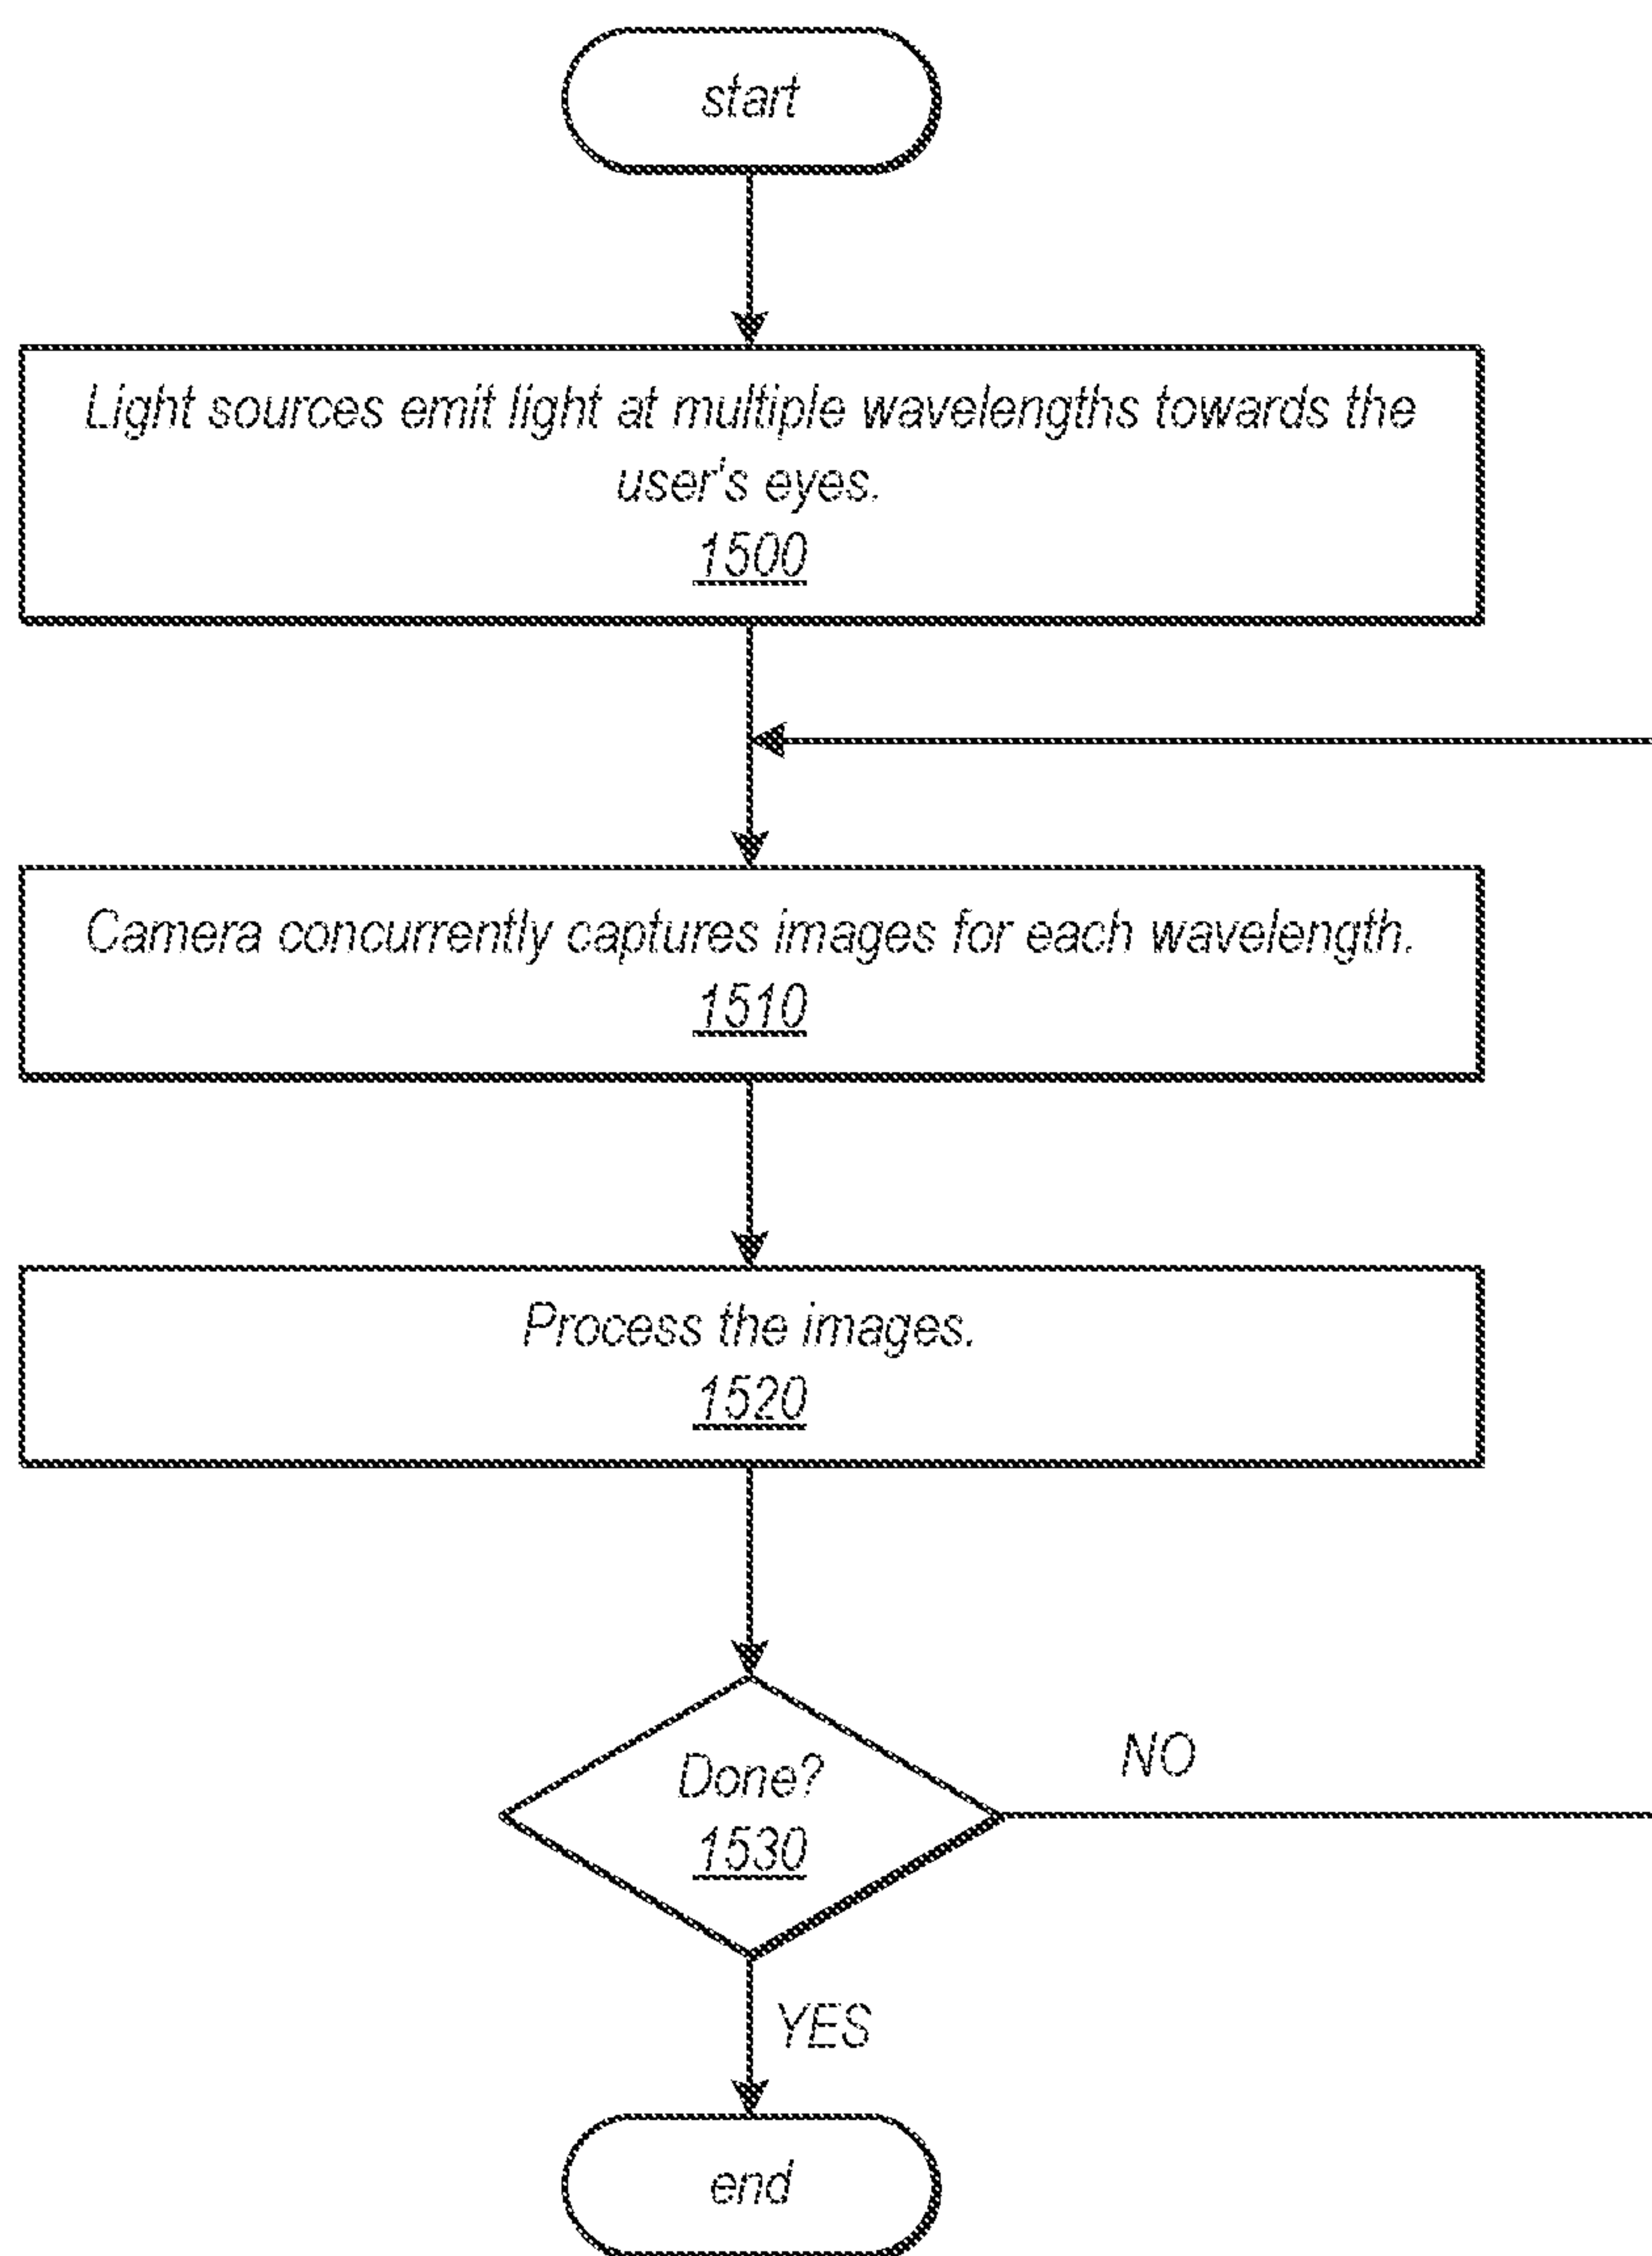 start
Light sources emit light at multiple wavelengths towards the
user's eyes.
1500
Camera concurrently captures images for each wavelength.
1510
Process the images.
1520
Done?
1530
NO
YES
end